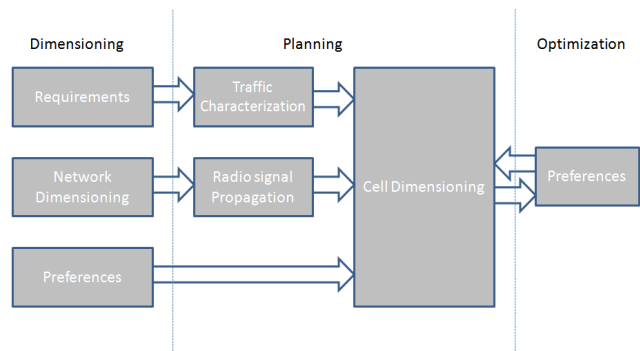 Dimensioning
Planning
Optimization
Requirements
Traffic
Characterization
Network
Dimensioning
Radio signal
Propagation
Cell Dimensioning
Preferences
Preferences